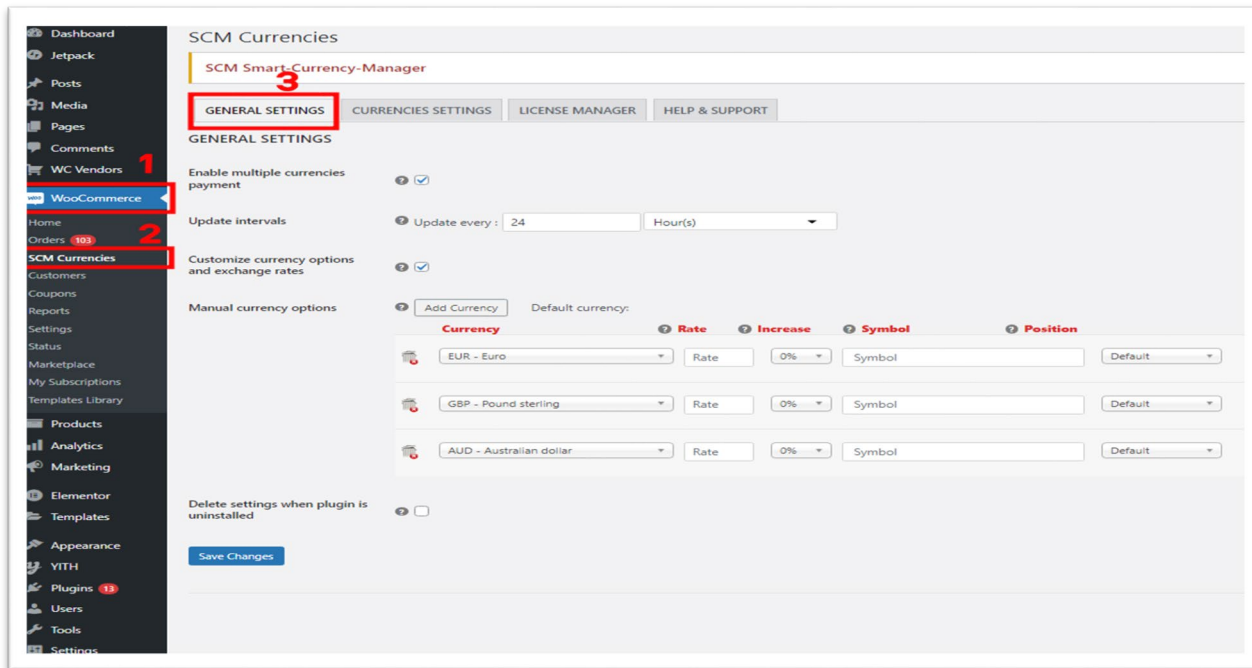 Dashboard
Jetpack
Posts
Media
Pages
Comments
WC Vendors
1
WooCommerce
Home
Orders 103
2
SCM Currencies
Customers
Coupons
Reports
Settings
Status
Marketplace
My Subscriptions
Templates Library
Products
Analytics
Marketing
Elementor
Templates
Appearance
YITH
Plugins 13
Users
Tools
Settings
SCM Currencies
SCM Smart-Currency-Manager
3
GENERAL SETTINGS CURRENCIES SETTINGS LICENSE MANAGER HELP & SUPPORT
GENERAL SETTINGS
Enable multiple currencies
payment
Update intervals Update every : 24 Hour(s)
Customize currency options
and exchange rates
Manual currency options Add Currency Default currency:
Currency Rate Increase Symbol Position
EUR - Euro Rate 0% Symbol Default
GBP - Pound sterling Rate 0% Symbol Default
AUD - Australian dollar Rate 0% Symbol Default
Delete settings when plugin is
uninstalled
Save Changes